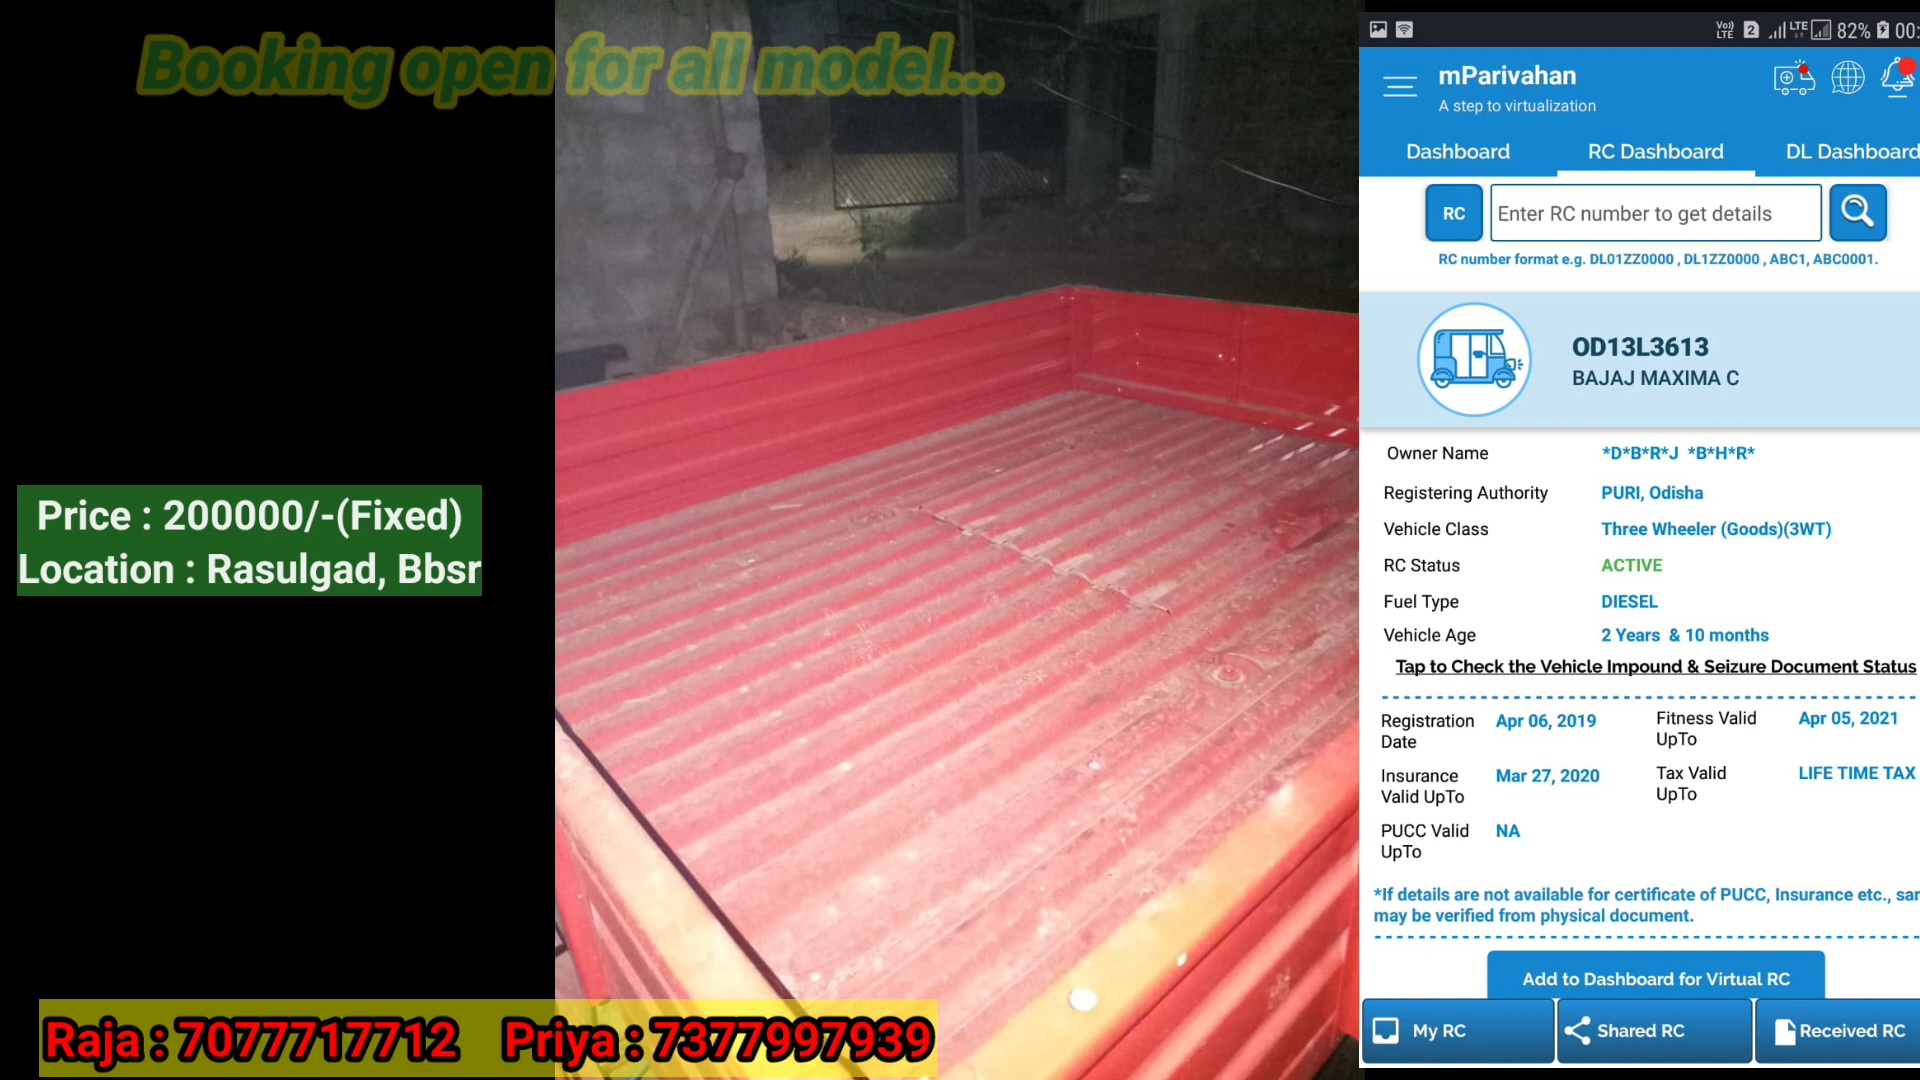 Booking open for all model...
Price : 200000/-(Fixed)
Location : Rasulgad, Bbsr
Raja : 7077717712 Priya : 7377997939
Vo)) LTE 2 LTE 82% 00:
mParivahan
A step to virtualization
Dashboard RC Dashboard DL Dashboard
RC Enter RC number to get details
RC number format e.g. DL01ZZ0000 , DL1ZZ0000 , ABC1, ABC0001.
OD13L3613
BAJAJ MAXIMA C
Owner Name *D*B*R*J *B*H*R*
Registering Authority PURI, Odisha
Vehicle Class Three Wheeler (Goods)(3WT)
RC Status ACTIVE
Fuel Type DIESEL
Vehicle Age 2 Years & 10 months
Tap to Check the Vehicle Impound & Seizure Document Status
Registration Date Apr 06, 2019 Fitness Valid UpTo Apr 05, 2021
Insurance Valid UpTo Mar 27, 2020 Tax Valid UpTo LIFE TIME TAX
PUCC Valid UpTo NA
*If details are not available for certificate of PUCC, Insurance etc., sar
may be verified from physical document.
Add to Dashboard for Virtual RC
My RC Shared RC Received RC